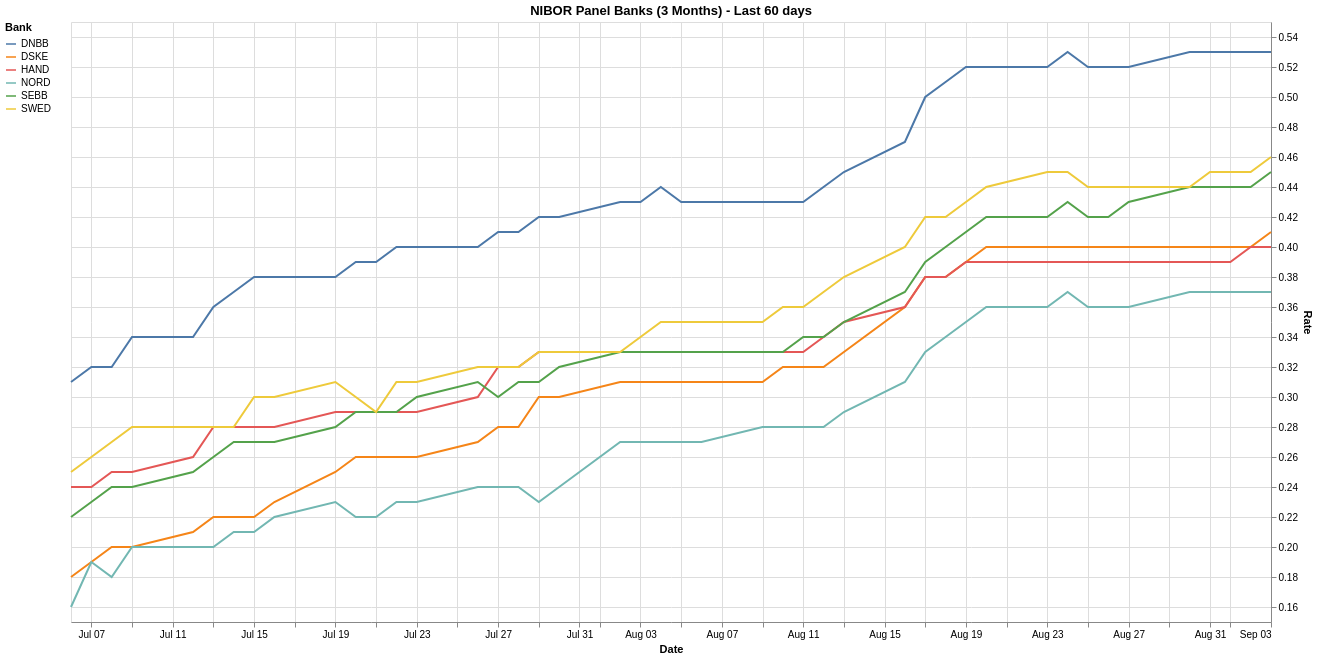 NIBOR Panel Banks (3 Months) - Last 60 days
Bank
DNBB
DSKE
HAND
NORD
SEBB
SWED
0.54
0.52
0.50
0.48
0.46
0.44
0.42
0.40
0.38
0.36
0.34
0.32
0.30
0.28
0.26
0.24
0.22
0.20
0.18
0.16
Rate
Jul 07 Jul 11 Jul 15 Jul 19 Jul 23 Jul 27 Jul 31 Aug 03 Aug 07 Aug 11 Aug 15 Aug 19 Aug 23 Aug 27 Aug 31 Sep 03
Date